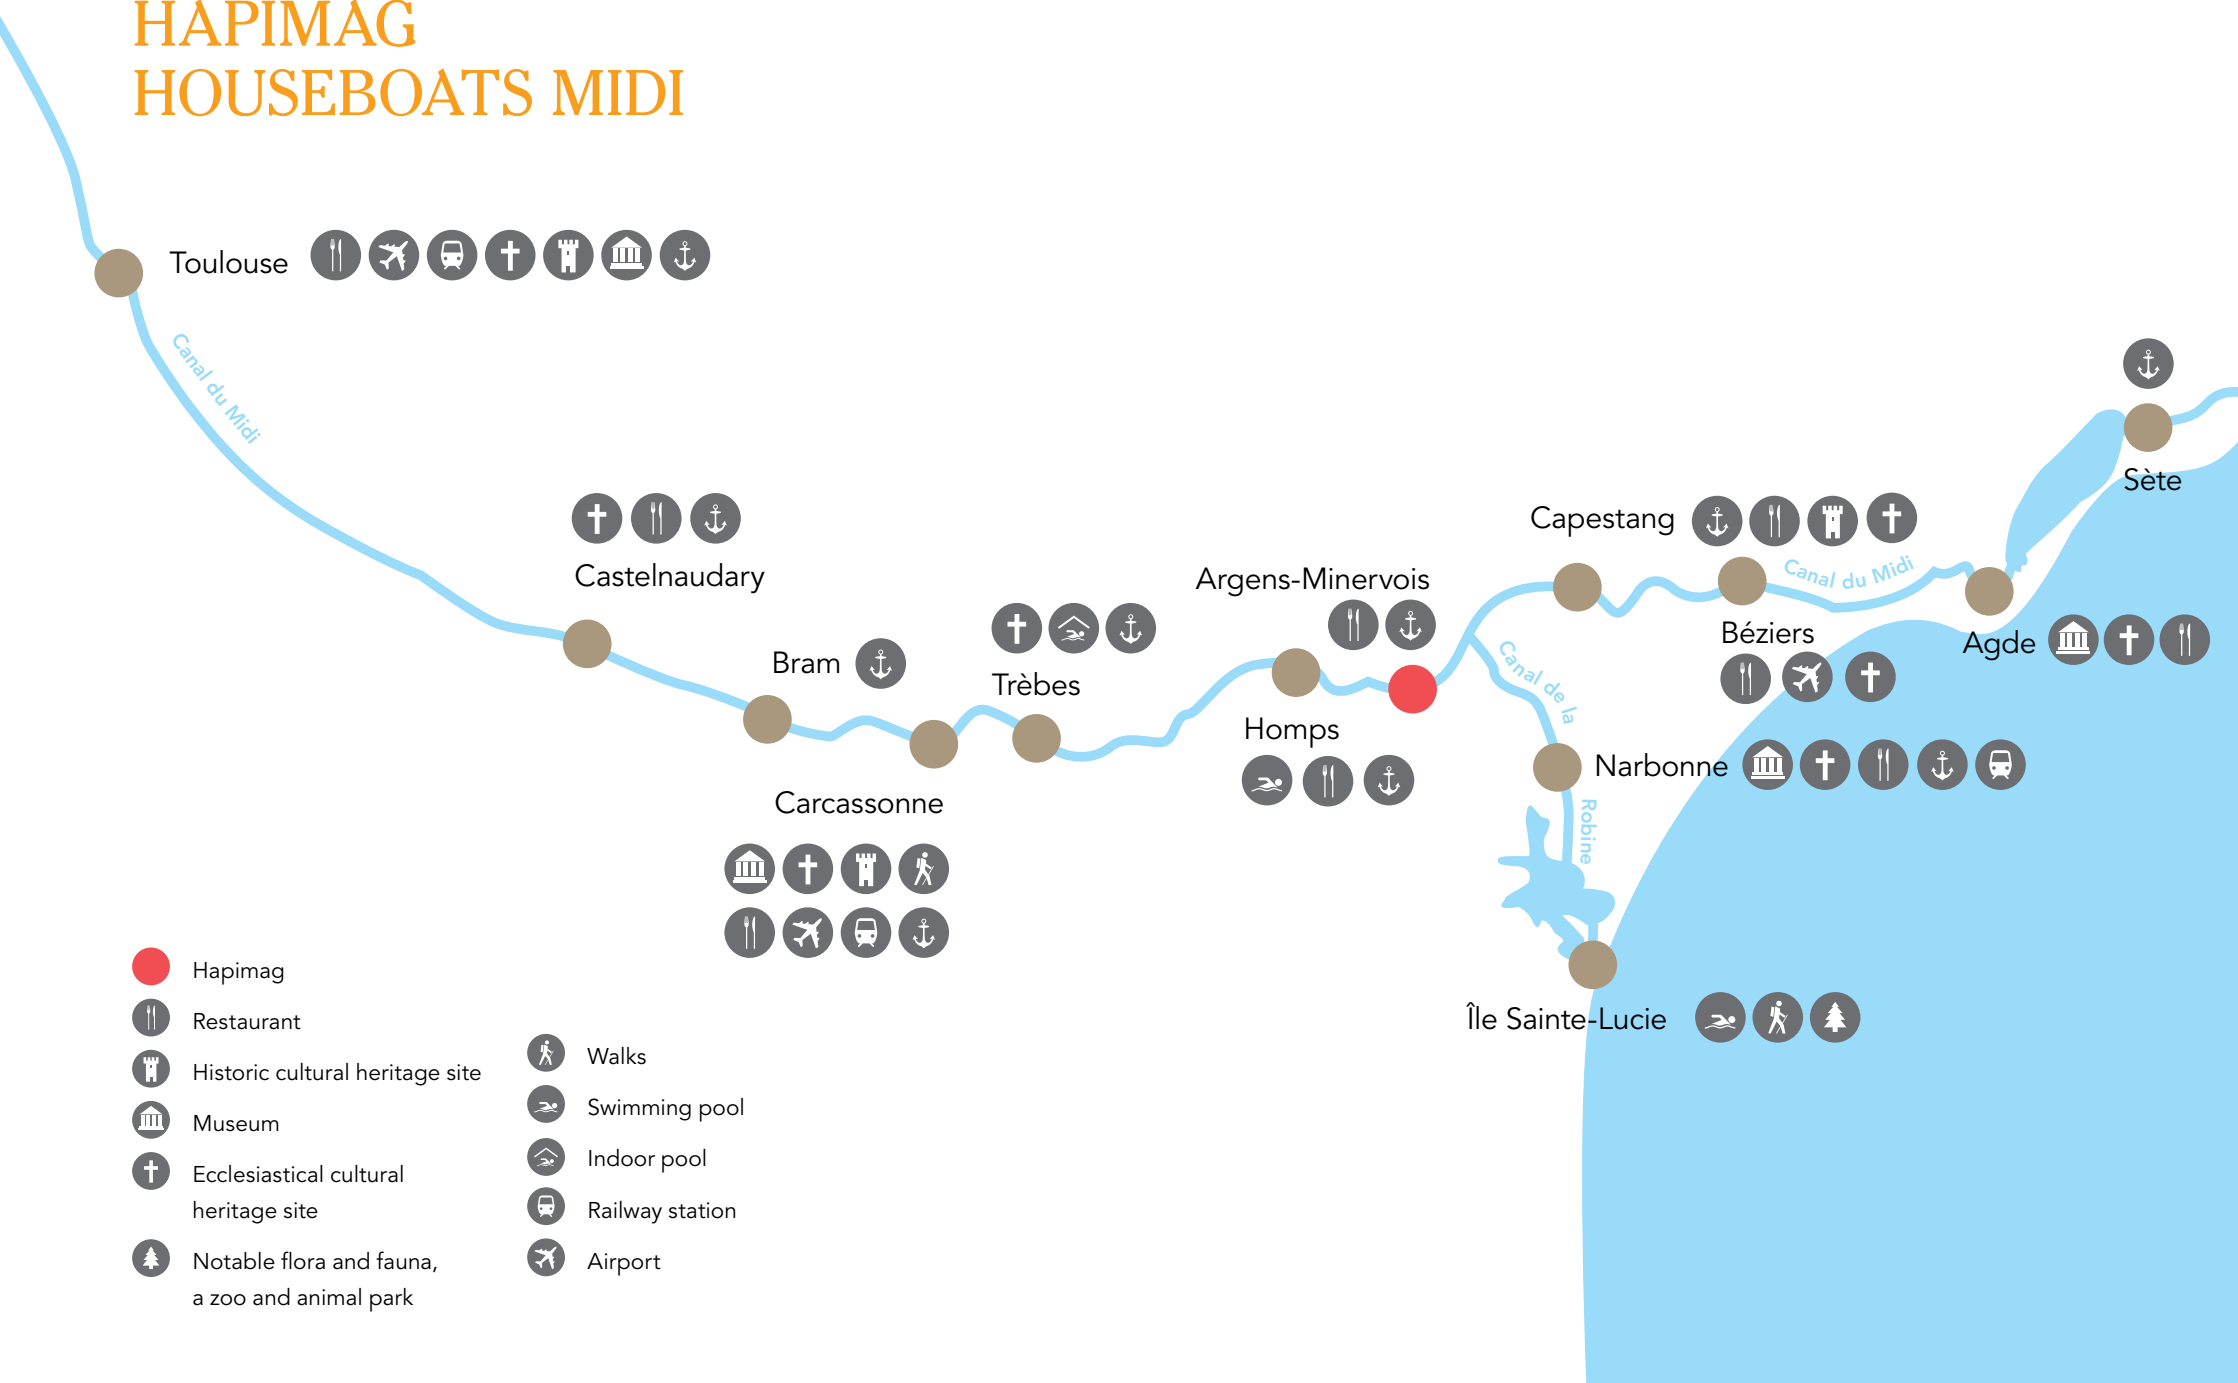 HAPIMAG
HOUSEBOATS MIDI
Toulouse
Canal du Midi
Castelnaudary
Bram
Carcassonne
Trèbes
Homps
Argens-Minervois
Capestang
Béziers
Canal du Midi
Agde
Sète
Canal de la
Robine
Narbonne
Île Sainte-Lucie
Hapimag
Restaurant
Historic cultural heritage site
Museum
Ecclesiastical cultural
heritage site
Notable flora and fauna,
a zoo and animal park
Walks
Swimming pool
Indoor pool
Railway station
Airport